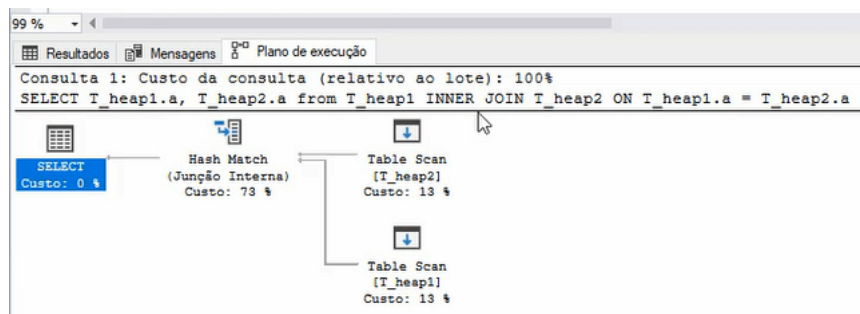 99 %
Resultados Mensagens Plano de execução
Consulta 1: Custo da consulta (relativo ao lote): 100%
SELECT T_heap1.a, T_heap2.a from T_heap1 INNER JOIN T_heap2 ON T_heap1.a = T_heap2.a
SELECT
Custo: 0 %
Hash Match
(Junção Interna)
Custo: 73 %
Table Scan
[T_heap2]
Custo: 13 %
Table Scan
[T_heap1]
Custo: 13 %